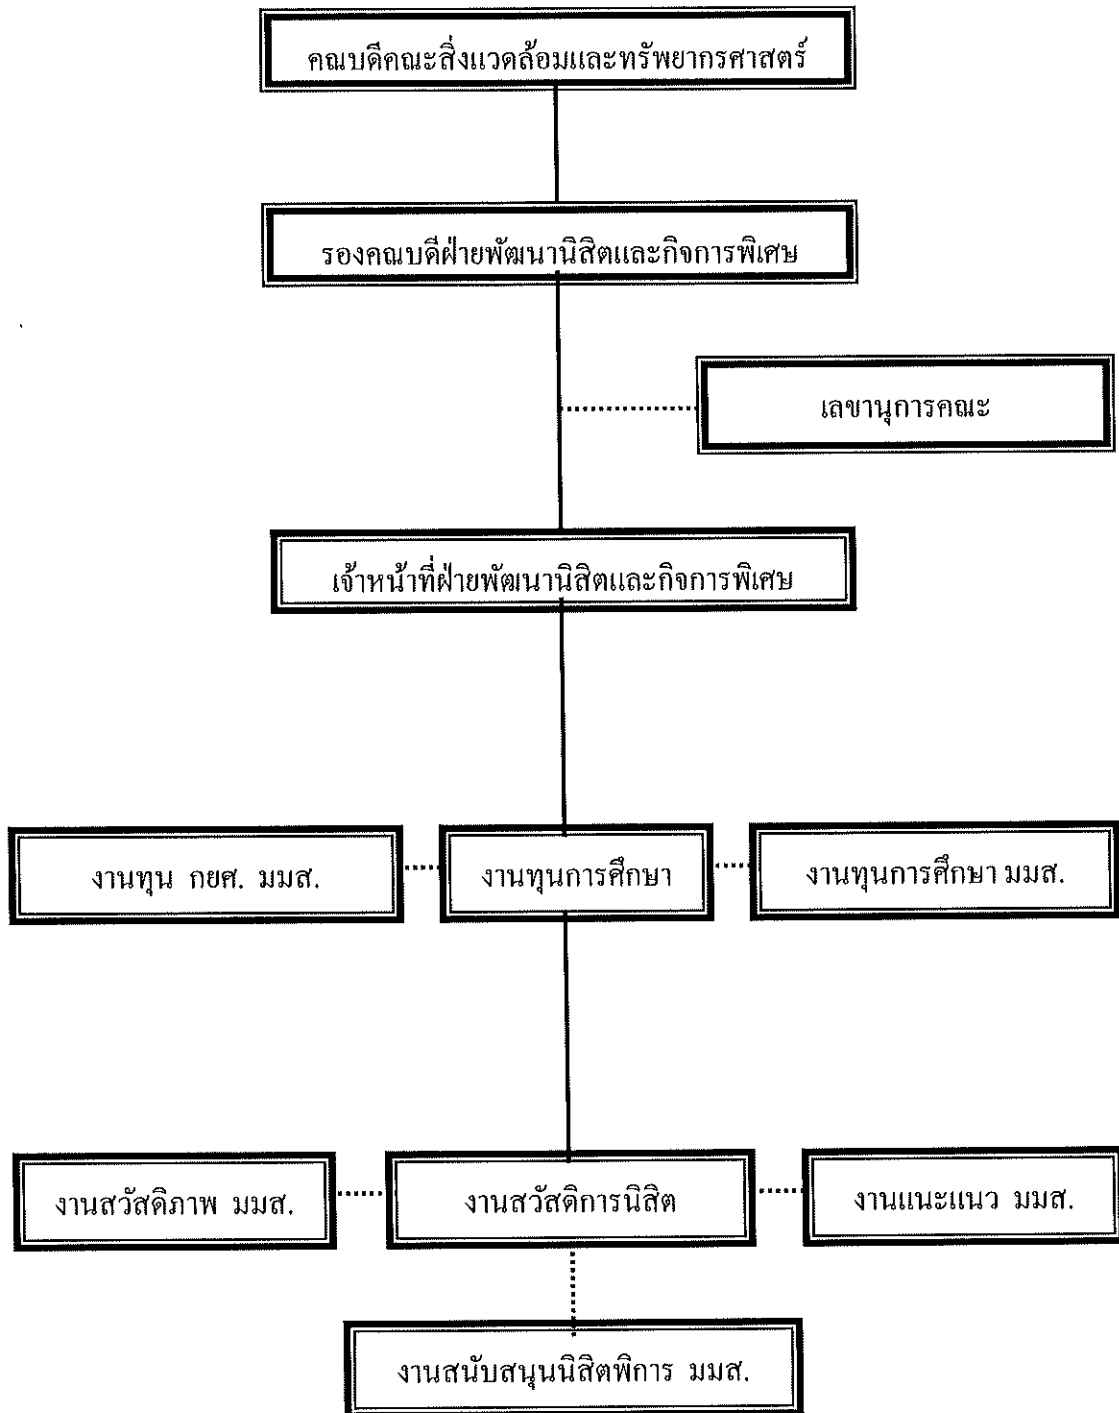 คณบดีคณะสิ่งแวดล้อมและทรัพยากรศาสตร์
รองคณบดีฝ่ายพัฒนานิสิตและกิจการพิเศษ
เลขานุการคณะ
เจ้าหน้าที่ฝ่ายพัฒนานิสิตและกิจการพิเศษ
งานทุน กยศ. มมส.
งานทุนการศึกษา
งานทุนการศึกษา มมส.
งานสวัสดิภาพ มมส.
งานสวัสดิการนิสิต
งานแนะแนว มมส.
งานสนับสนุนนิสิตพิการ มมส.